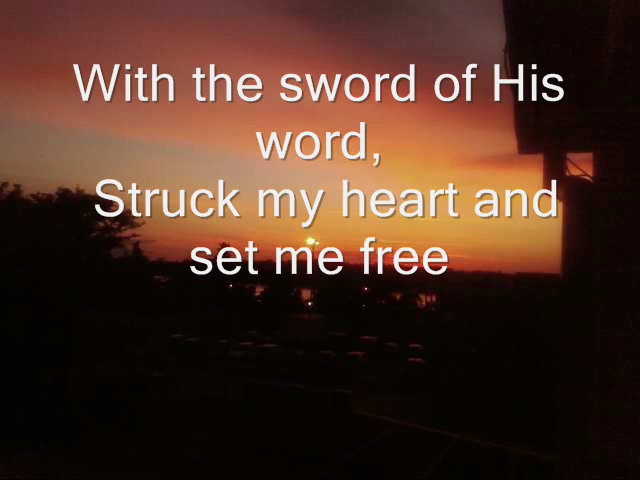 With the sword of His
word,
Struck my heart and
set me free